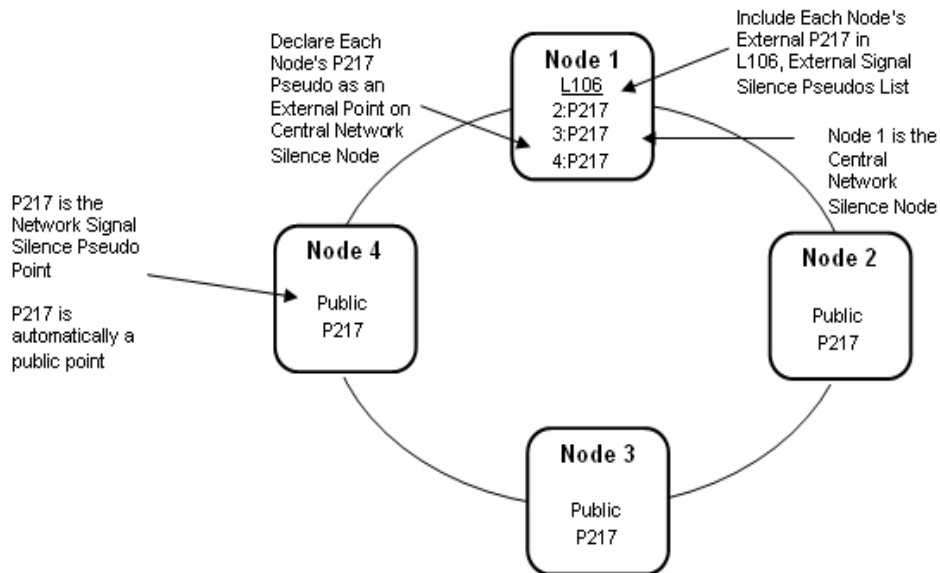 Declare Each
Node's P217
Pseudo as an
External Point on
Central Network
Silence Node
Node 1
L106
2:P217
3:P217
4:P217
Include Each Node's
External P217 in
L106, External Signal
Silence Pseudos List
Node 1 is the
Central
Network
Silence Node
P217 is the
Network Signal
Silence Pseudo
Point
P217 is
automatically a
public point
Node 4
Public
P217
Node 2
Public
P217
Node 3
Public
P217